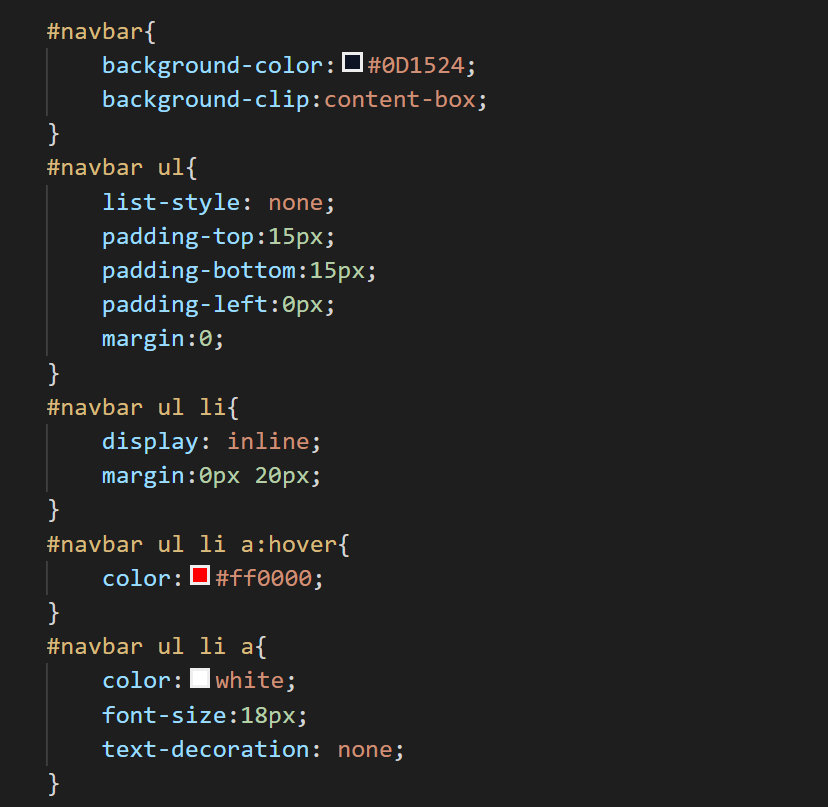 #navbar{
    background-color:#0D1524;
    background-clip:content-box;
}
#navbar ul{
    list-style: none;
    padding-top:15px;
    padding-bottom:15px;
    padding-left:0px;
    margin:0;
}
#navbar ul li{
    display: inline;
    margin:0px 20px;
}
#navbar ul li a:hover{
    color:#ff0000;
}
#navbar ul li a{
    color:white;
    font-size:18px;
    text-decoration: none;
}